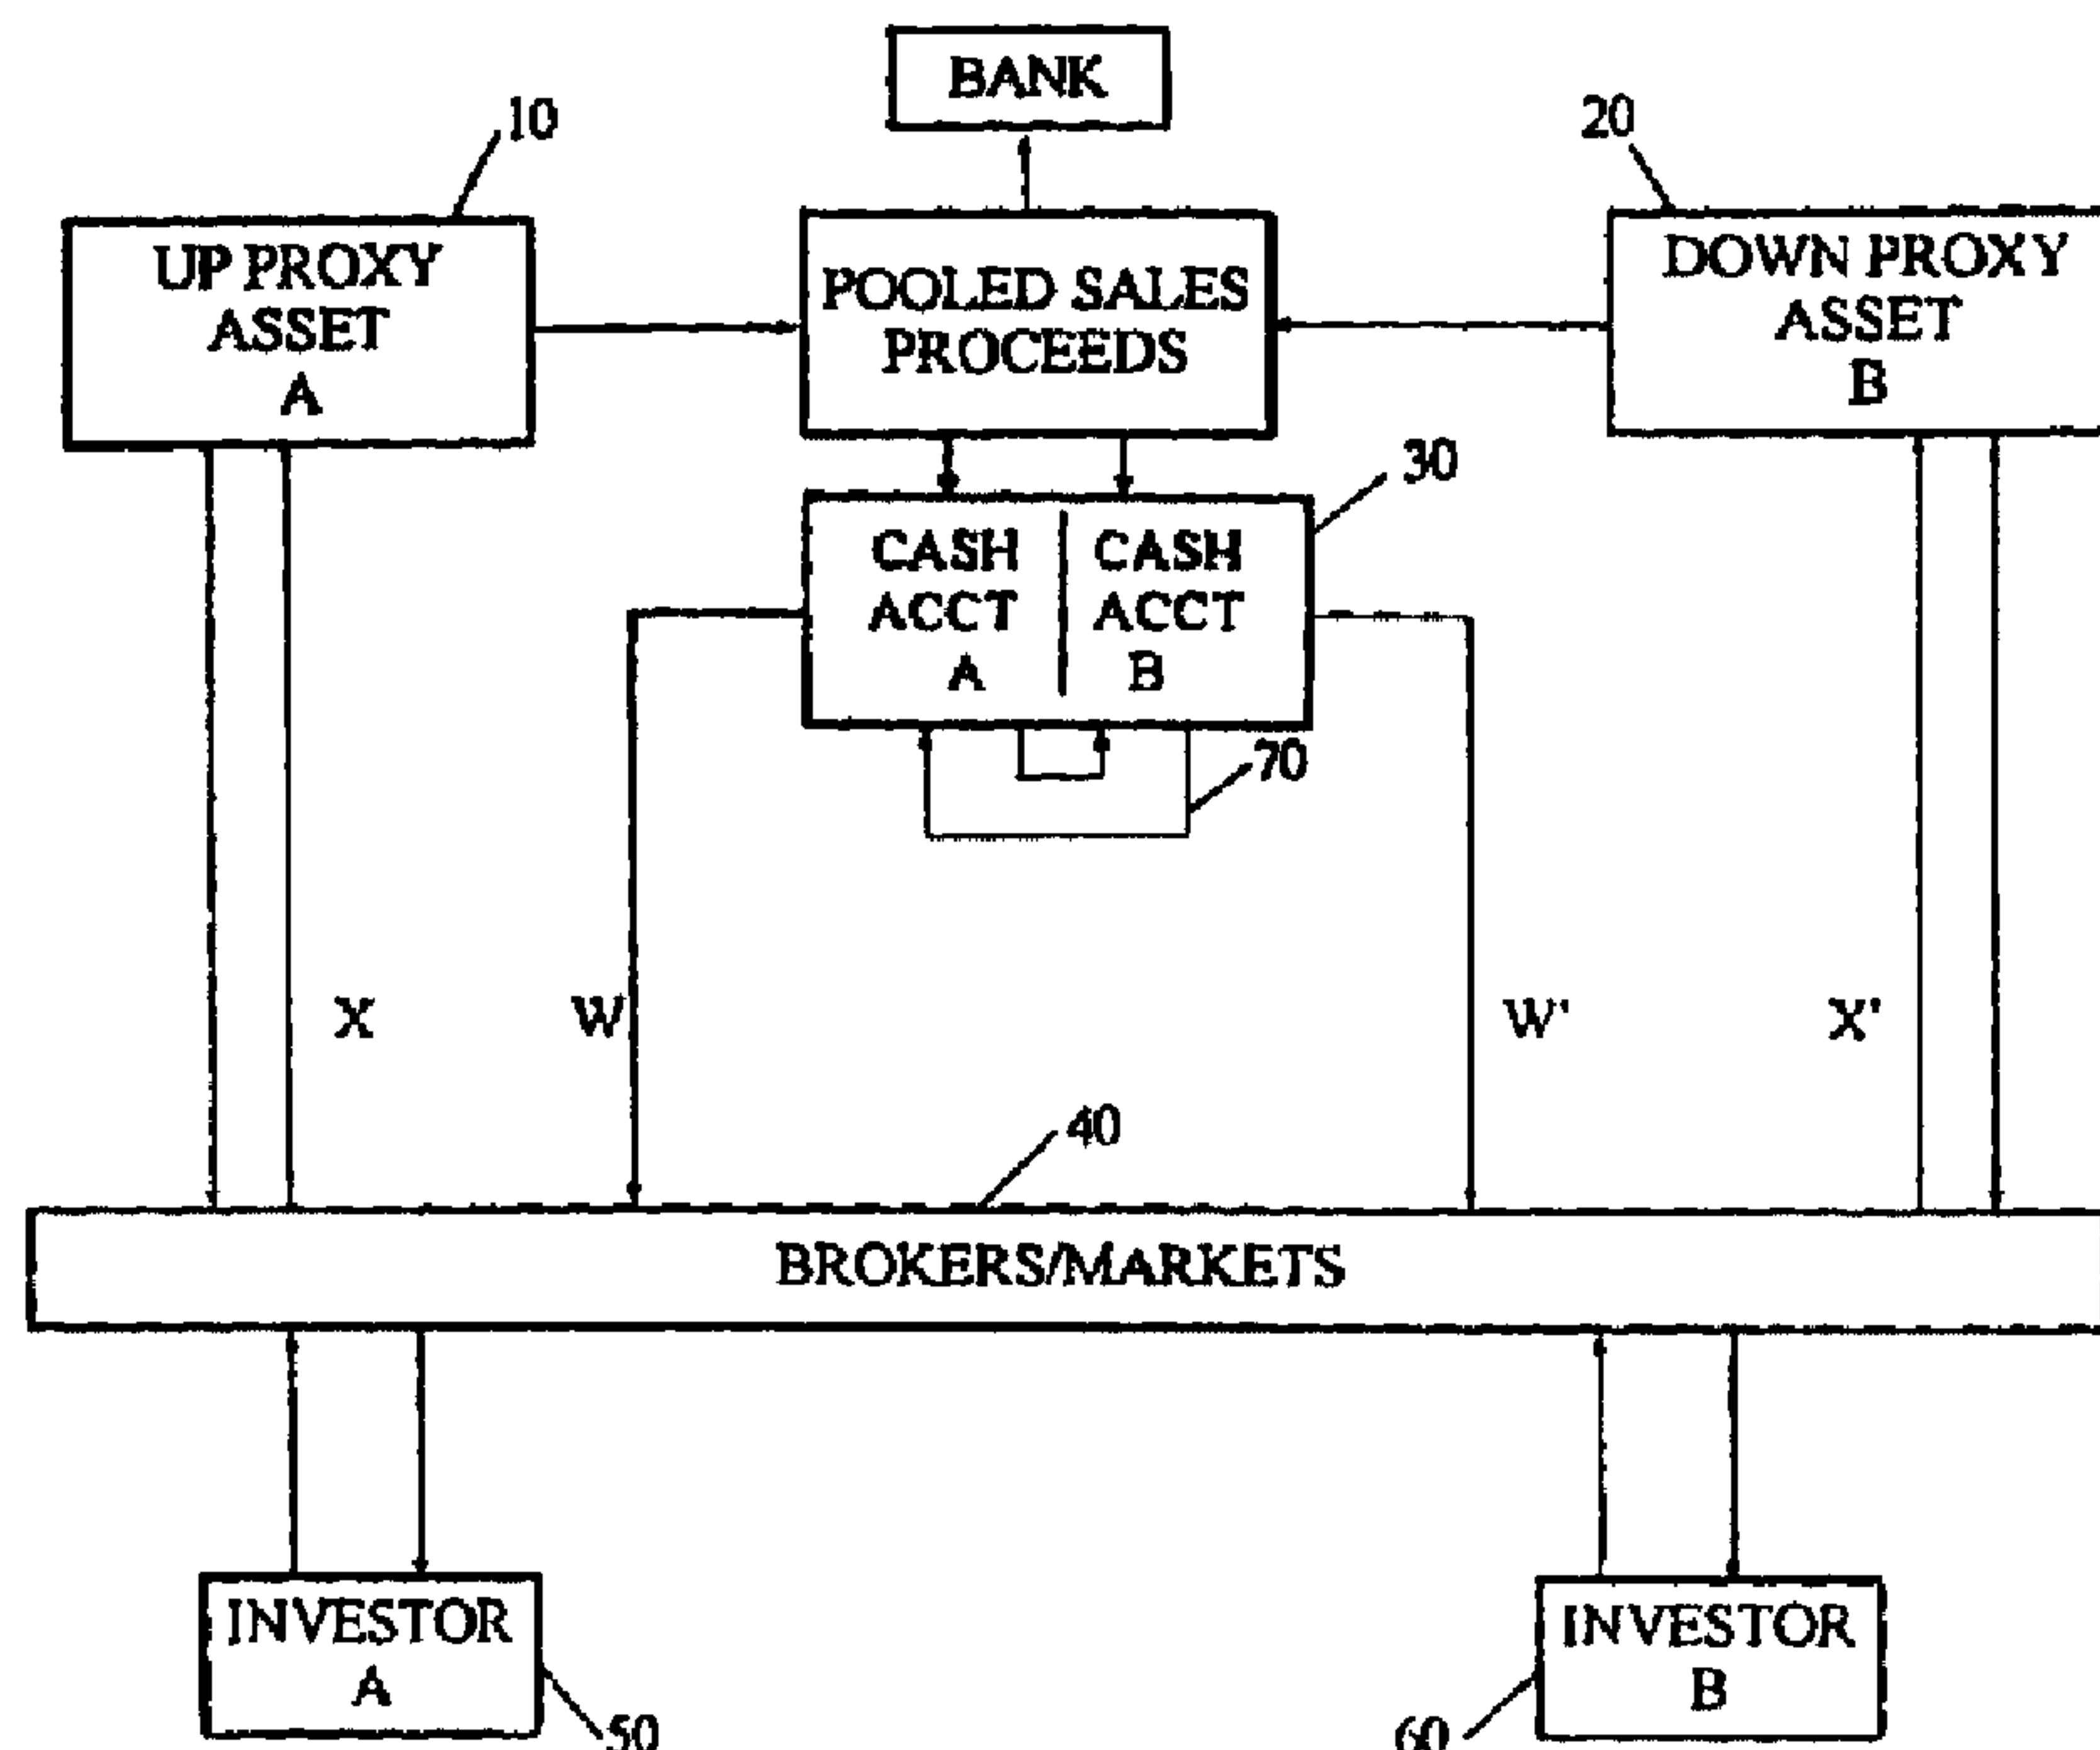 BANK
10
20
UP PROXY
ASSET
A
POOLED SALES
PROCEEDS
DOWN PROXY
ASSET
B
30
CASH
ACCT
A
CASH
ACCT
B
70
X
W
W'
X'
40
BROKERS/MARKETS
INVESTOR
A
50
INVESTOR
B
60